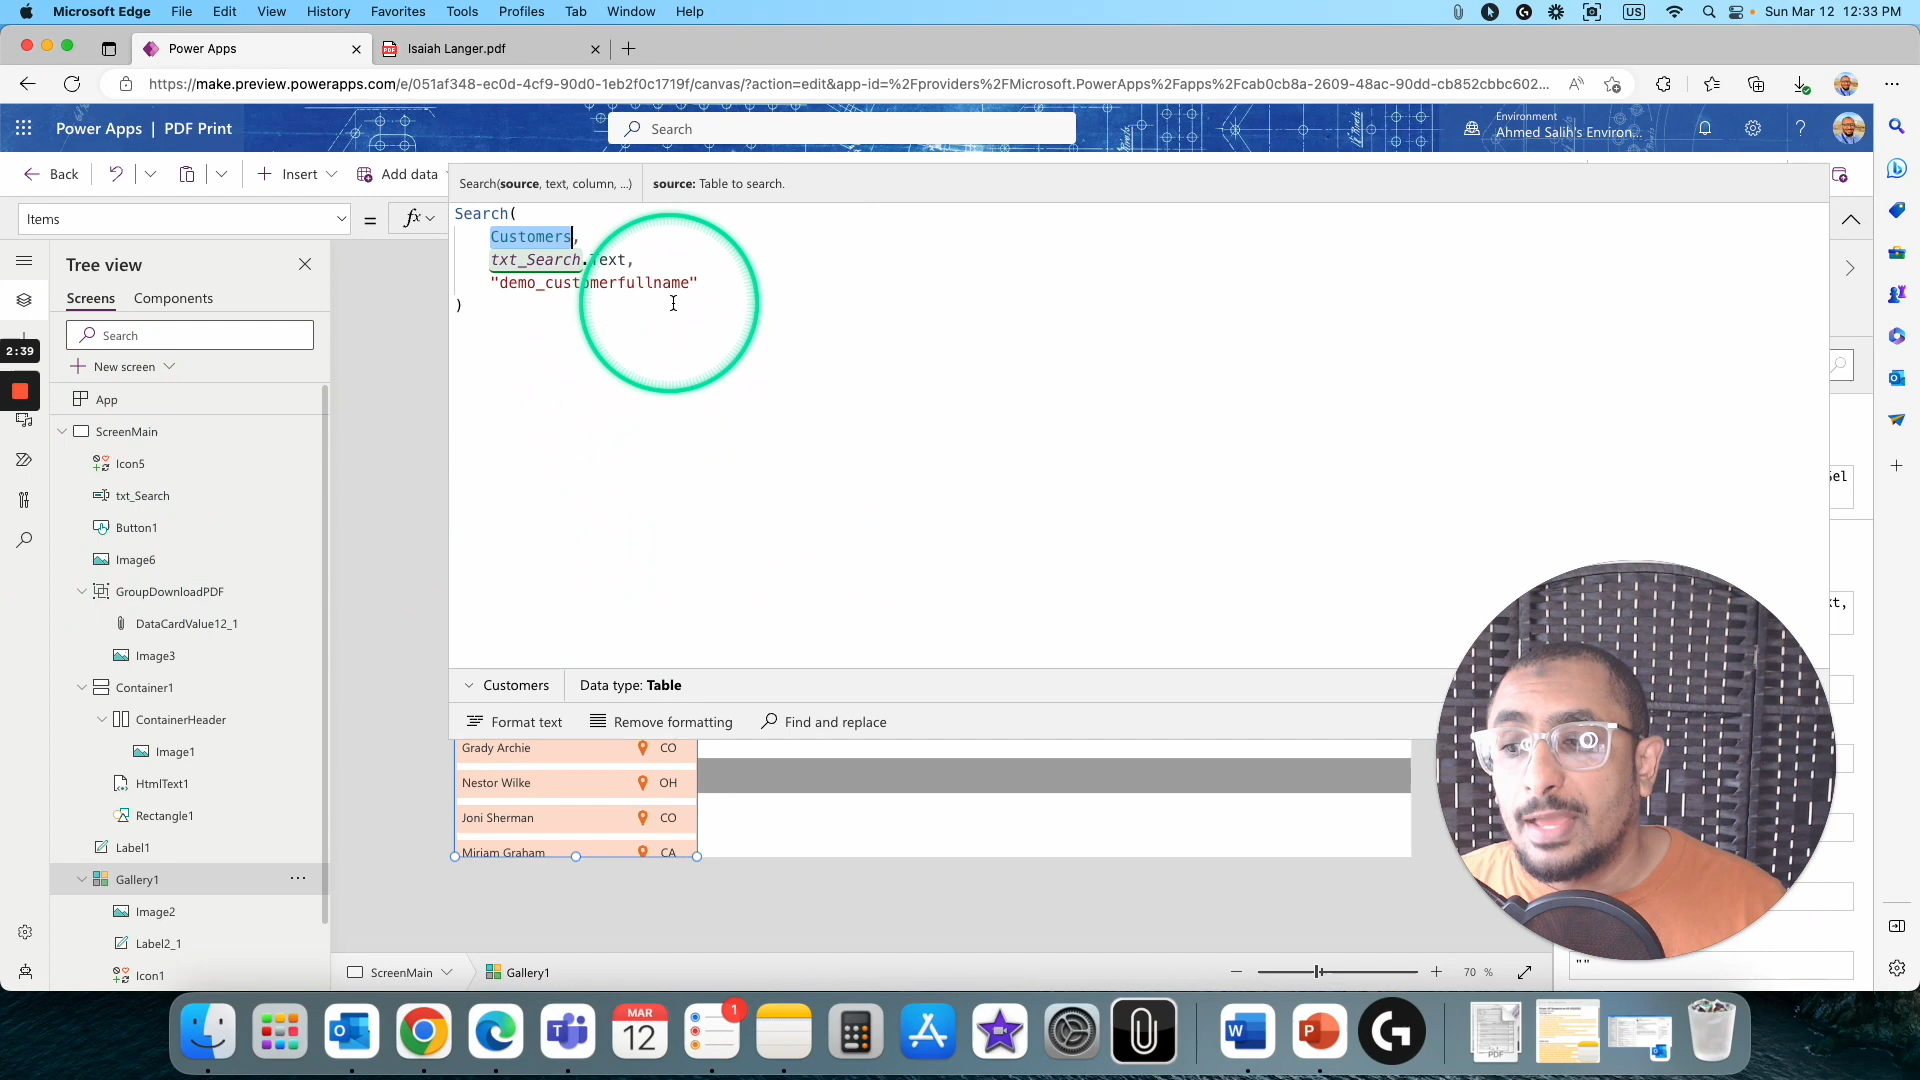 Microsoft Edge File Edit View History Favorites Tools Profiles Tab Window Help US Sun Mar 12 12:33 PM
Power Apps Isaiah Langer.pdf
https://make.preview.powerapps.com/e/051af348-ec0d-4cf9-90d0-1eb2f0c1719f/canvas/?action=edit&app-id=%2Fproviders%2FMicrosoft.PowerApps%2Fapps%2Fcab0cb8a-2609-48ac-90dd-cb852cbbc602...
Power Apps | PDF Print Search Environment
Ahmed Salih's Environ...
Back Insert Add data
Search(source, text, column, ...) source: Table to search.
Items = fx
Search(
Customers,
txt_Search.Text,
"demo_customerfullname"
)
Tree view
Screens Components
Search
2:39
New screen
App
ScreenMain
Icon5
txt_Search
Button1
Image6
GroupDownloadPDF
DataCardValue12_1
Image3
Container1
ContainerHeader
Image1
HtmlText1
Rectangle1
Label1
Gallery1 ...
Image2
Label2_1
Icon1
Customers Data type: Table
Format text Remove formatting Find and replace
Grady Archie CO
Nestor Wilke OH
Joni Sherman CO
Miriam Graham CA
""
ScreenMain Gallery1 70 %
MAR
12
1
PDF